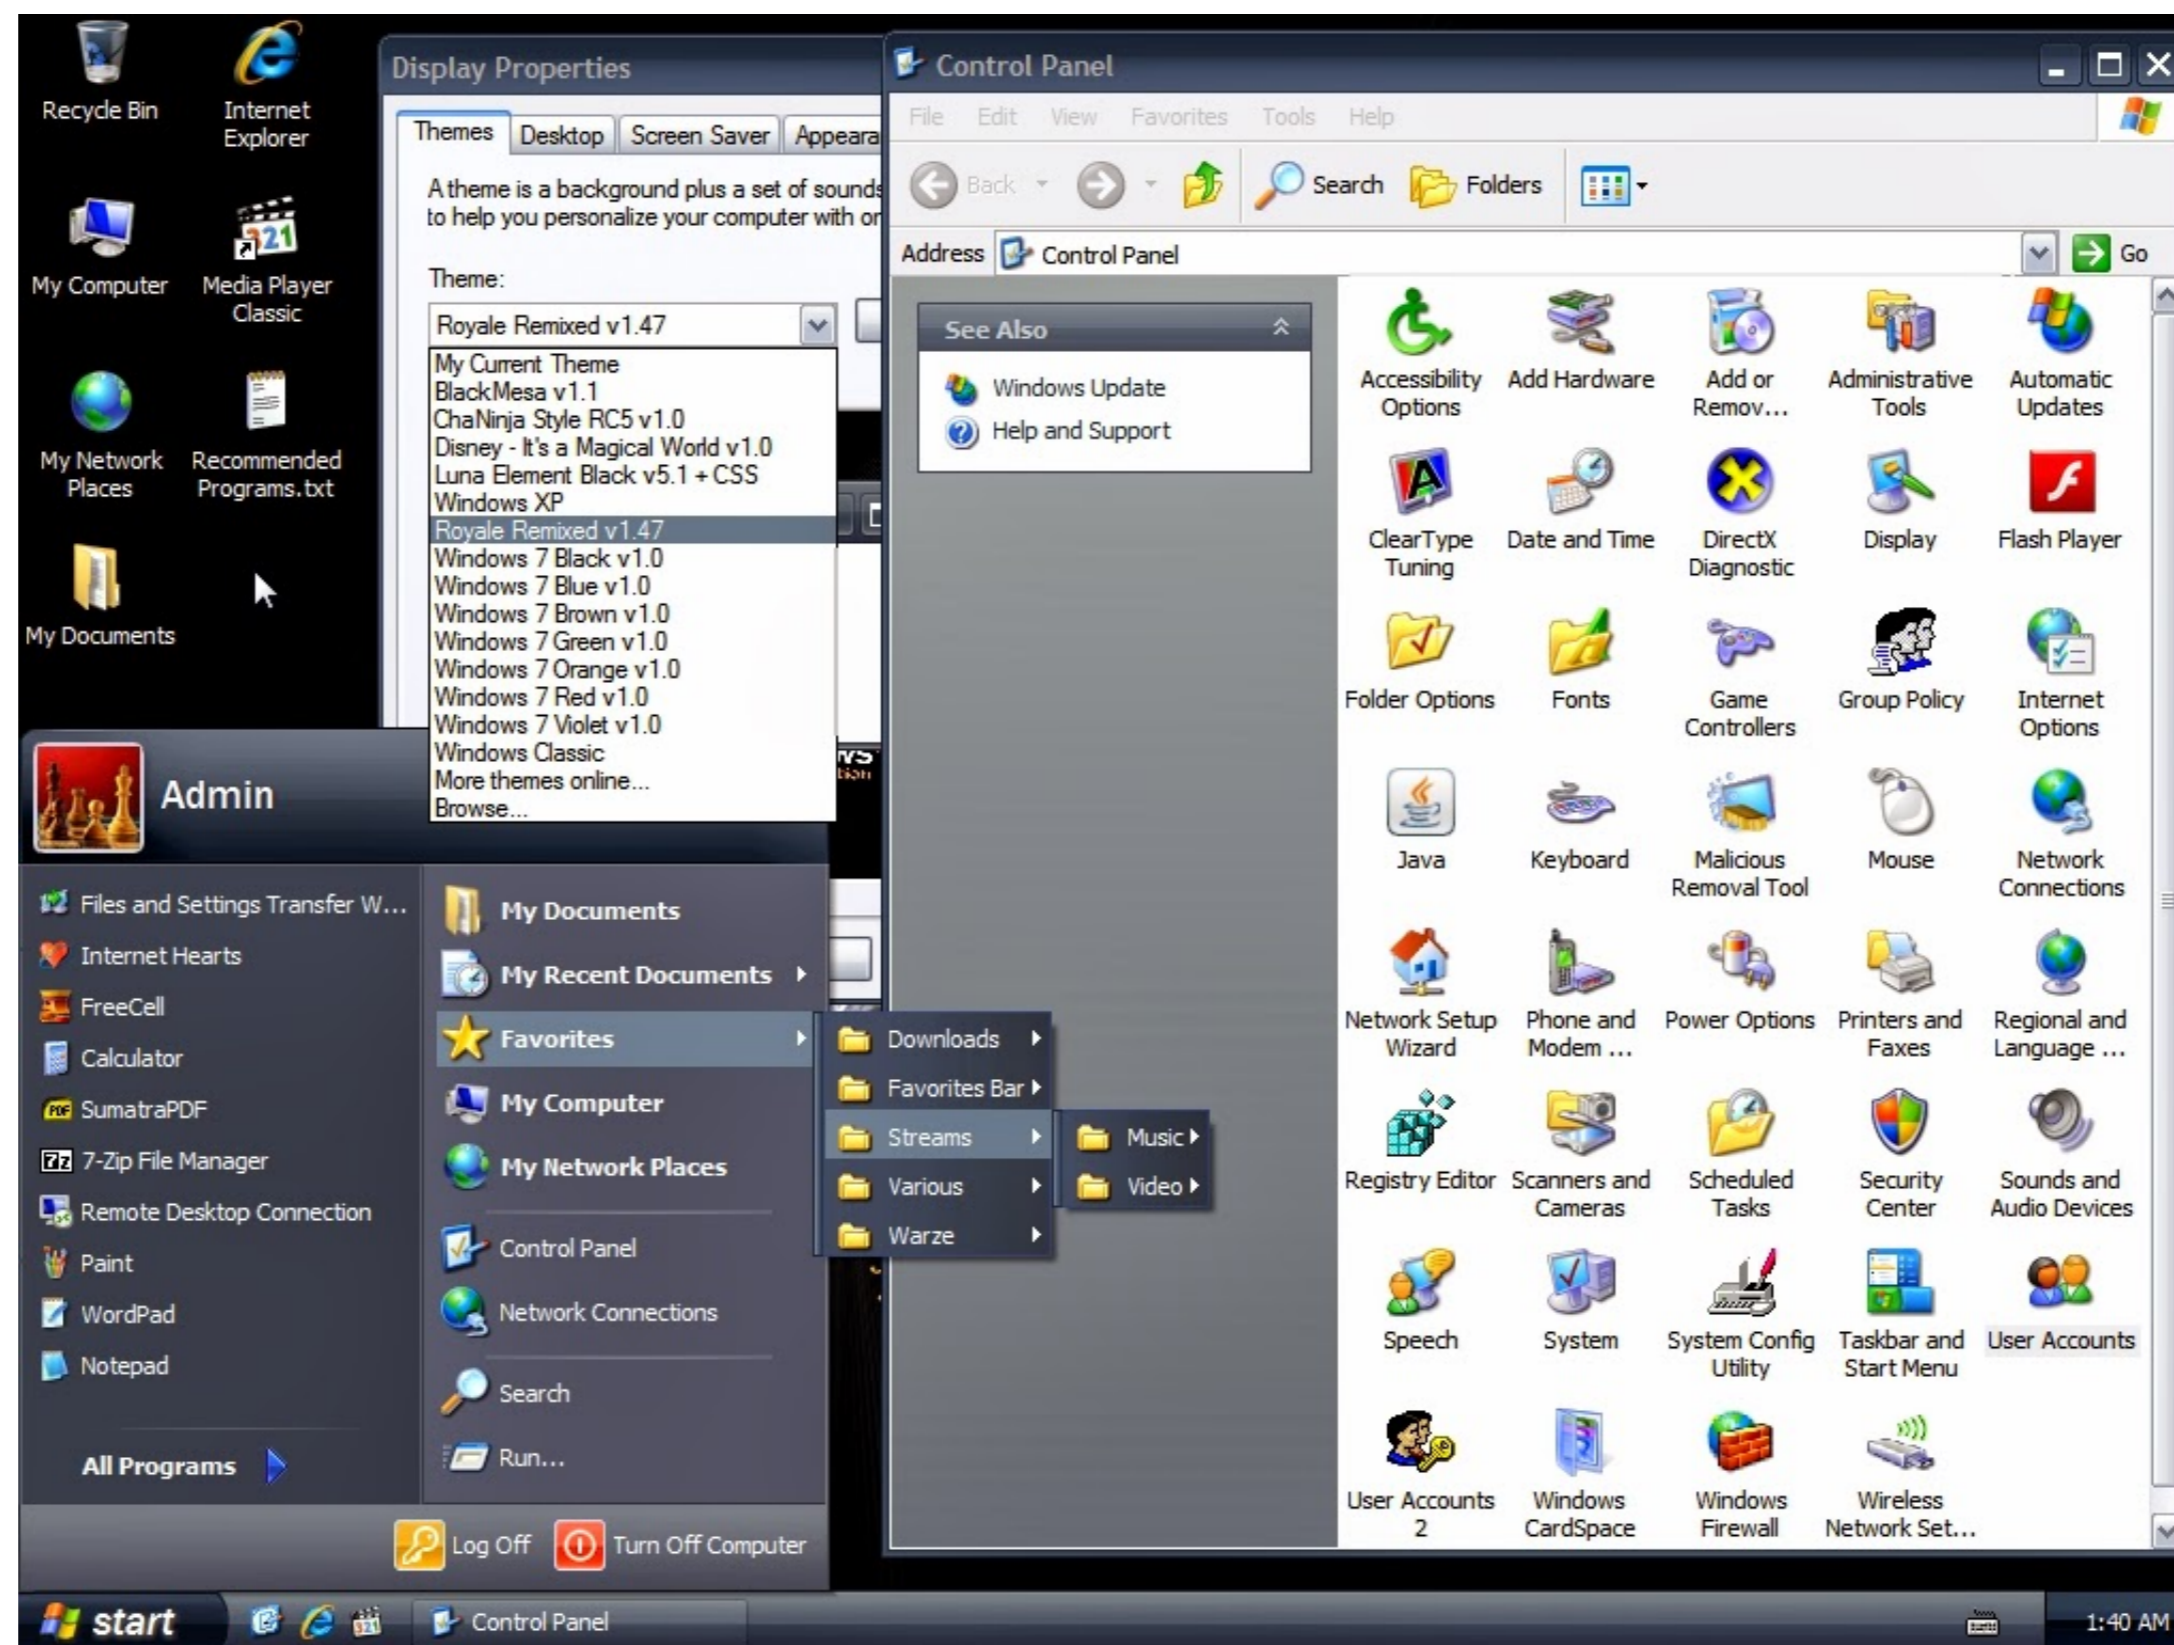 Recycle Bin
Internet
Explorer
My Computer
Media Player
Classic
My Network
Places
Recommended
Programs.txt
My Documents
Display Properties
Themes
Desktop
Screen Saver
Appeara
A theme is a background plus a set of sounds
to help you personalize your computer with or
Theme:
Royale Remixed v1.47
My Current Theme
BlackMesa v1.1
ChaNinja Style RC5 v1.0
Disney - It's a Magical World v1.0
Luna Element Black v5.1 + CSS
Windows XP
Royale Remixed v1.47
Windows 7 Black v1.0
Windows 7 Blue v1.0
Windows 7 Brown v1.0
Windows 7 Green v1.0
Windows 7 Orange v1.0
Windows 7 Red v1.0
Windows 7 Violet v1.0
Windows Classic
More themes online...
Browse...
Control Panel
File Edit View Favorites Tools Help
Back
Search
Folders
Address
Control Panel
Go
See Also
Windows Update
Help and Support
Accessibility
Options
Add Hardware
Add or
Remov...
Administrative
Tools
Automatic
Updates
ClearType
Tuning
Date and Time
DirectX
Diagnostic
Display
Flash Player
Folder Options
Fonts
Game
Controllers
Group Policy
Internet
Options
Java
Keyboard
Malicious
Removal Tool
Mouse
Network
Connections
Network Setup
Wizard
Phone and
Modem ...
Power Options
Printers and
Faxes
Regional and
Language ...
Registry Editor
Scanners and
Cameras
Scheduled
Tasks
Security
Center
Sounds and
Audio Devices
Speech
System
System Config
Utility
Taskbar and
Start Menu
User Accounts
User Accounts
2
Windows
CardSpace
Windows
Firewall
Wireless
Network Set...
Admin
Files and Settings Transfer W...
Internet Hearts
FreeCell
Calculator
SumatraPDF
7-Zip File Manager
Remote Desktop Connection
Paint
WordPad
Notepad
All Programs
My Documents
My Recent Documents
Favorites
My Computer
My Network Places
Control Panel
Network Connections
Search
Run...
Downloads
Favorites Bar
Streams
Various
Warze
Music
Video
Log Off
Turn Off Computer
start
Control Panel
1:40 AM